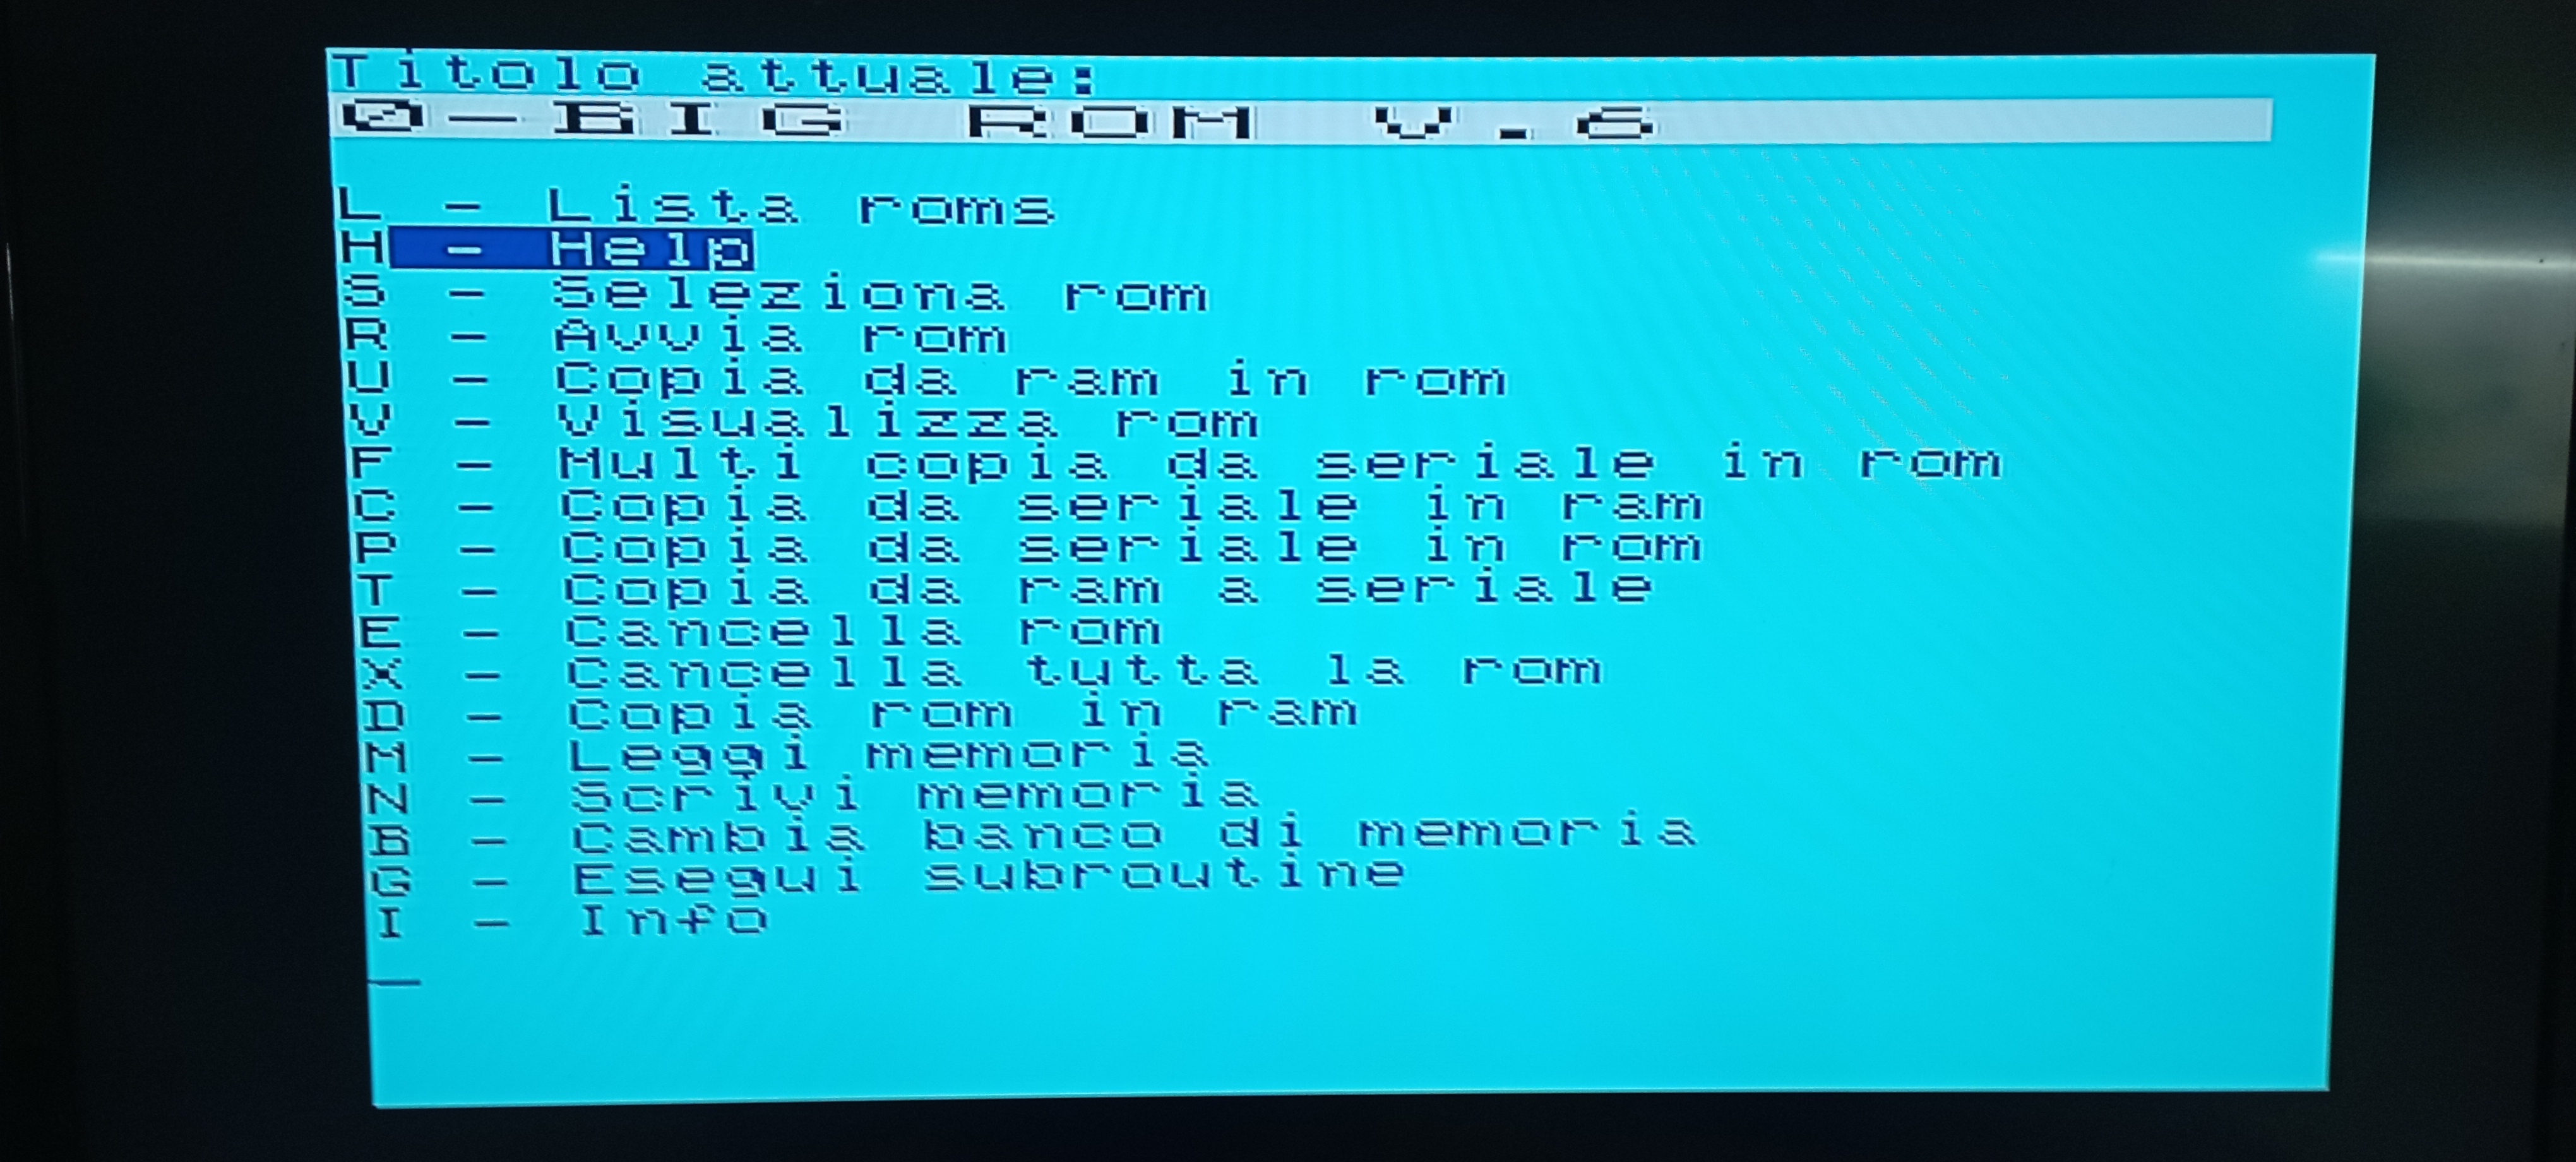 Titolo attuale:
0-BIG ROM V.6
L - Lista roms
H - Help
S - Seleziona rom
R - Avvia rom
U - Copia da ram in rom
V - Visualizza rom
F - Multi copia da seriale in rom
C - Copia da seriale in ram
P - Copia da seriale in rom
T - Copia da ram a seriale
E - Cancella rom
X - Cancella tutta la rom
D - Copia rom in ram
M - Leggi memoria
N - Scrivi memoria
B - Cambia banco di memoria
G - Esegui subroutine
I - Info
_